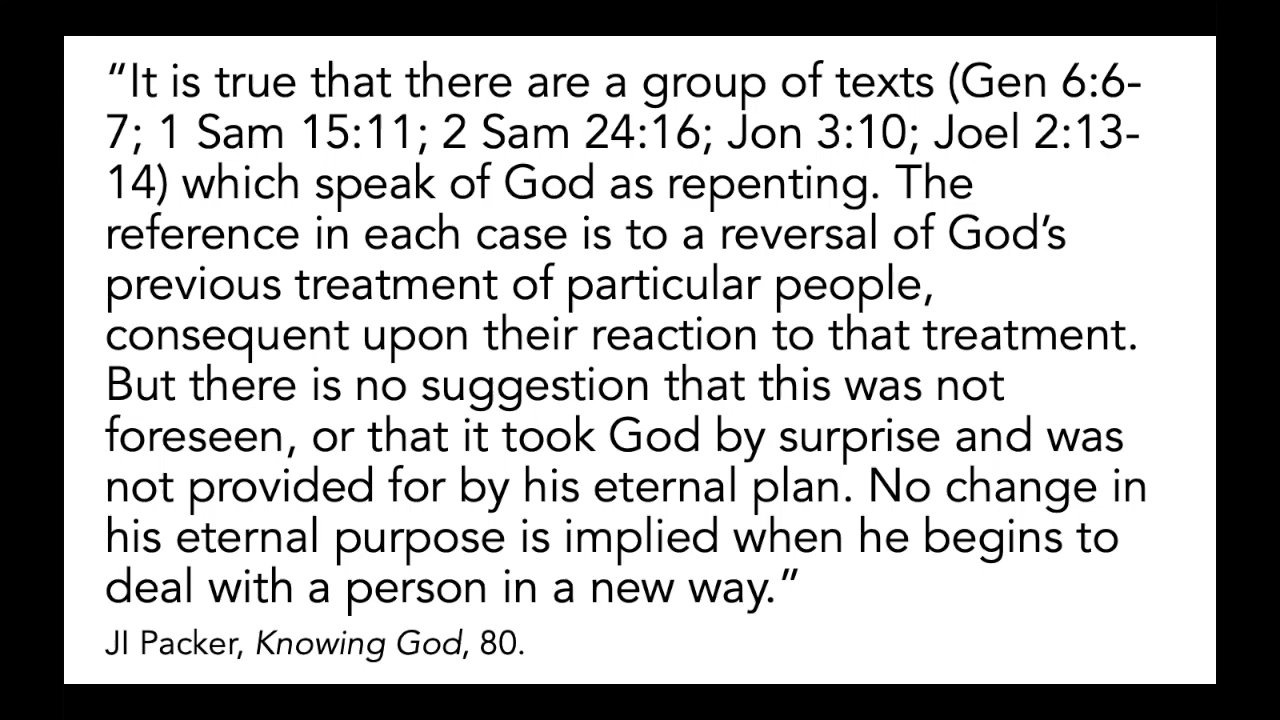 “It is true that there are a group of texts (Gen 6:6-
7; 1 Sam 15:11; 2 Sam 24:16; Jon 3:10; Joel 2:13-
14) which speak of God as repenting. The
reference in each case is to a reversal of God’s
previous treatment of particular people,
consequent upon their reaction to that treatment.
But there is no suggestion that this was not
foreseen, or that it took God by surprise and was
not provided for by his eternal plan. No change in
his eternal purpose is implied when he begins to
deal with a person in a new way.”
JI Packer, Knowing God, 80.